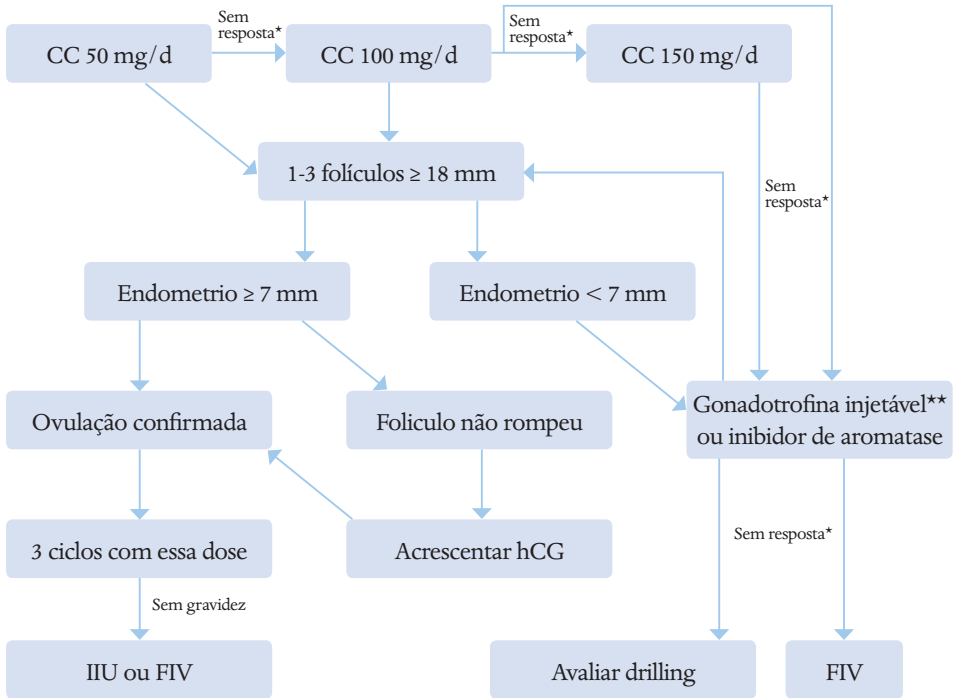 Sem
resposta*
Sem
resposta*
CC 50 mg/d
CC 100 mg/d
CC 150 mg/d
1-3 folículos ≥ 18 mm
Sem
resposta*
Endometrio ≥ 7 mm
Endometrio < 7 mm
Ovulação confirmada
Foliculo não rompeu
Gonadotrofina injetável**
ou inibidor de aromatase
3 ciclos com essa dose
Acrescentar hCG
Sem resposta*
Sem gravidez
IIU ou FIV
Avaliar drilling
FIV